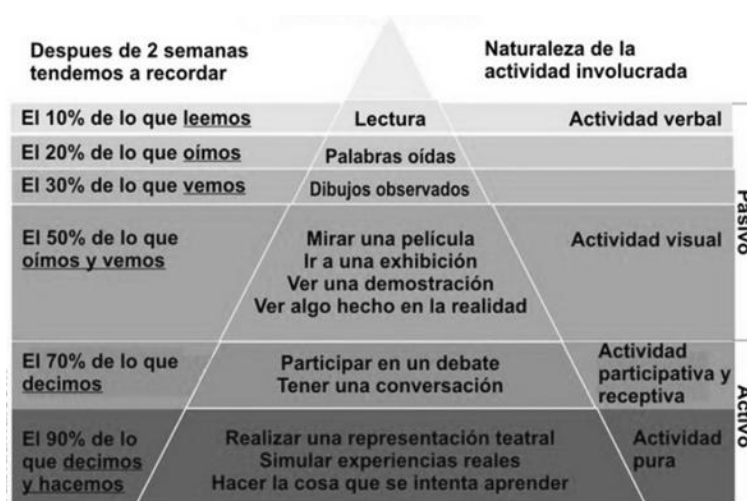 Despues de 2 semanas
tendemos a recordar
Naturaleza de la
actividad involucrada
El 10% de lo que leemos
Lectura
Actividad verbal
El 20% de lo que oímos
Palabras oídas
El 30% de lo que vemos
Dibujos observados
El 50% de lo que
oímos y vemos
Mirar una película
Ir a una exhibición
Ver una demostración
Ver algo hecho en la realidad
Actividad visual
Pasivo
El 70% de lo que
decimos
Participar en un debate
Tener una conversación
Actividad
participativa y
receptiva
El 90% de lo
que decimos
y hacemos
Realizar una representación teatral
Simular experiencias reales
Hacer la cosa que se intenta aprender
Actividad
pura
Activo